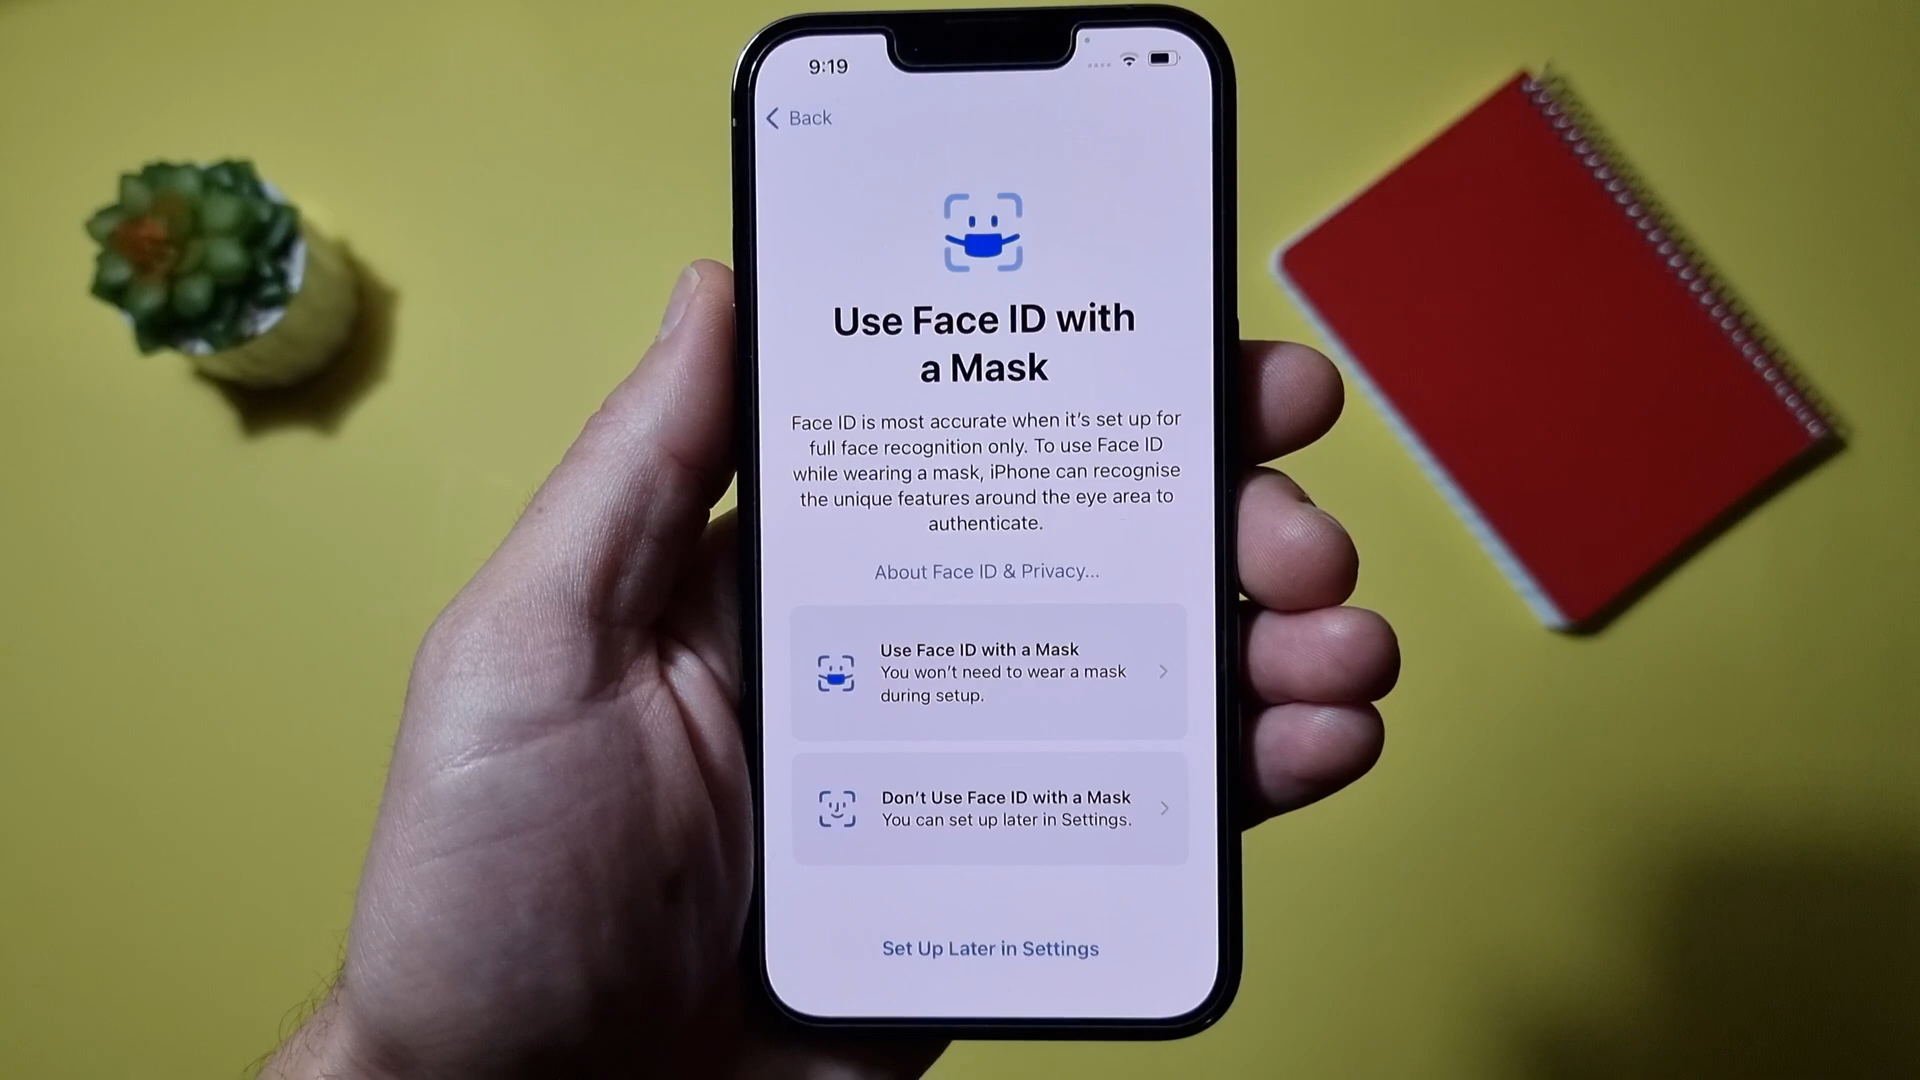 9:19
Back
Use Face ID with
a Mask
Face ID is most accurate when it's set up for
full face recognition only. To use Face ID
while wearing a mask, iPhone can recognise
the unique features around the eye area to
authenticate.
About Face ID & Privacy...
Use Face ID with a Mask
You won't need to wear a mask
during setup.
Don't Use Face ID with a Mask
You can set up later in Settings.
Set Up Later in Settings